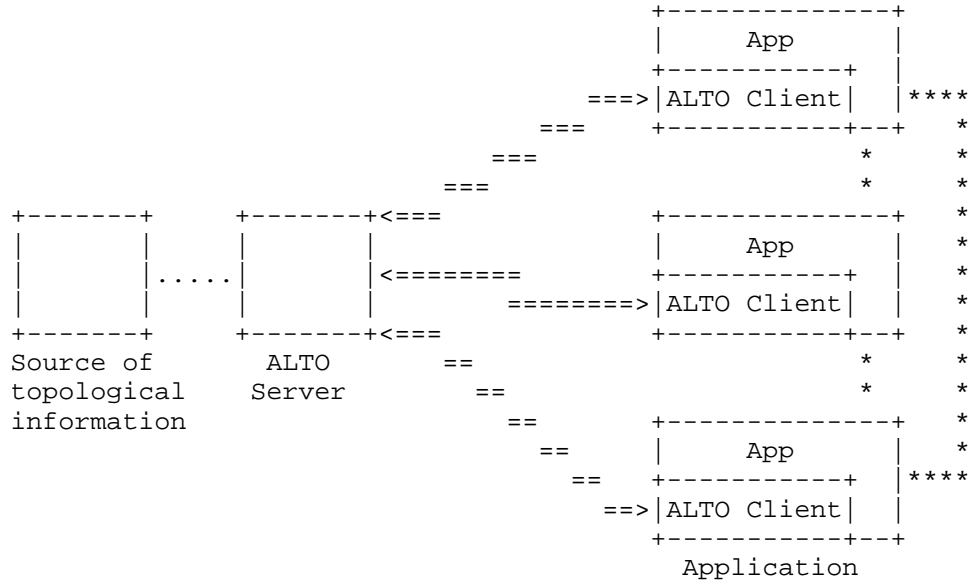 App
ALTO Client
App
ALTO Client
Source of
topological
information
ALTO
Server
App
ALTO Client
Application